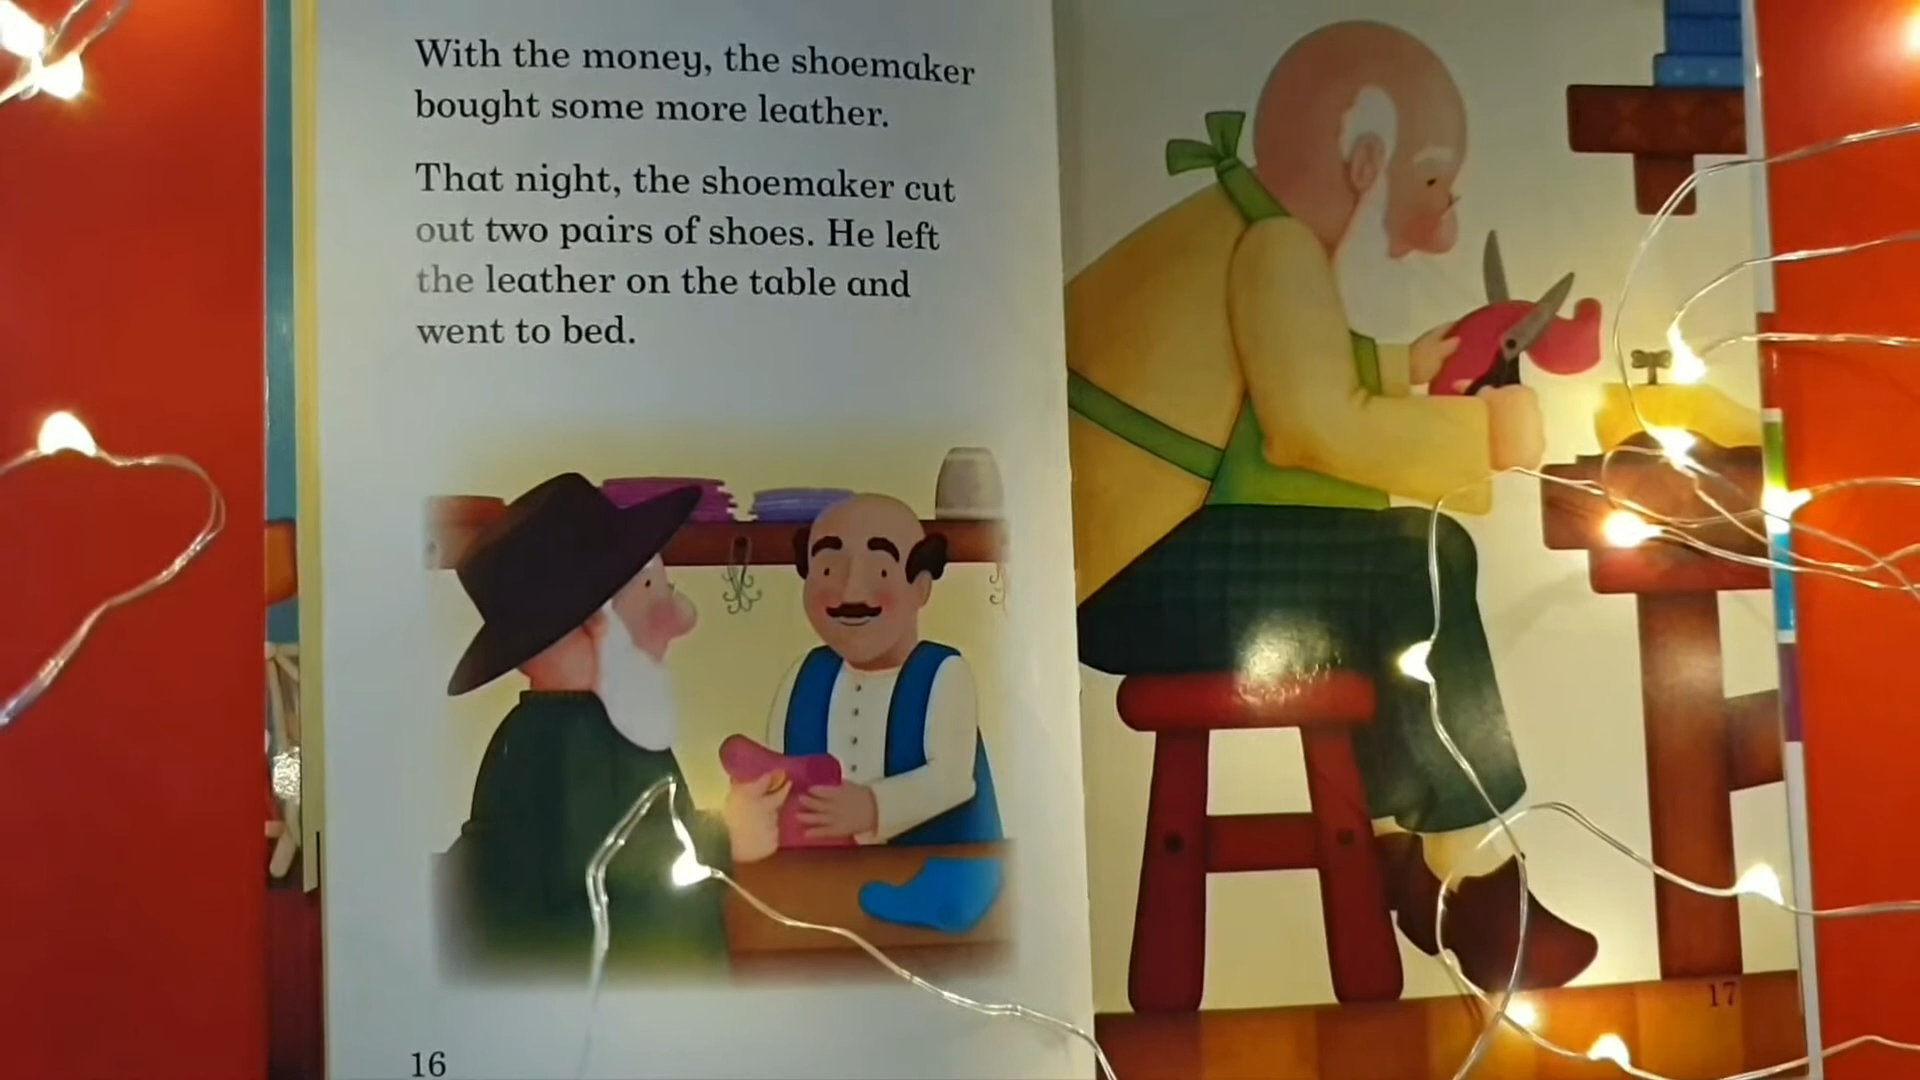 With the money, the shoemaker
bought some more leather.
That night, the shoemaker cut
out two pairs of shoes. He left
the leather on the table and
went to bed.
16
17